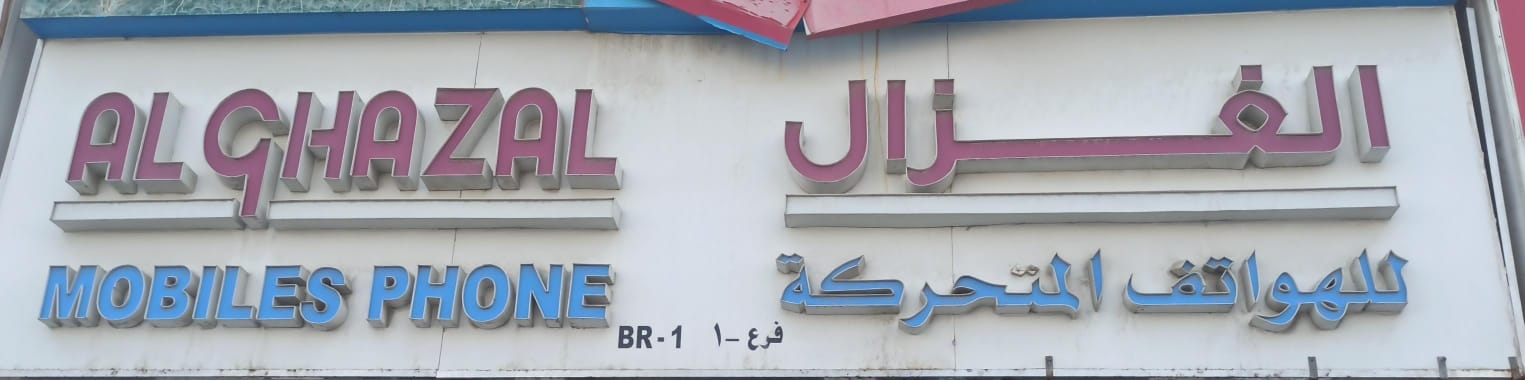 AL GHAZAL
MOBILES PHONE
الغزال
للهواتف المتحركة
BR - 1 فرع - ١